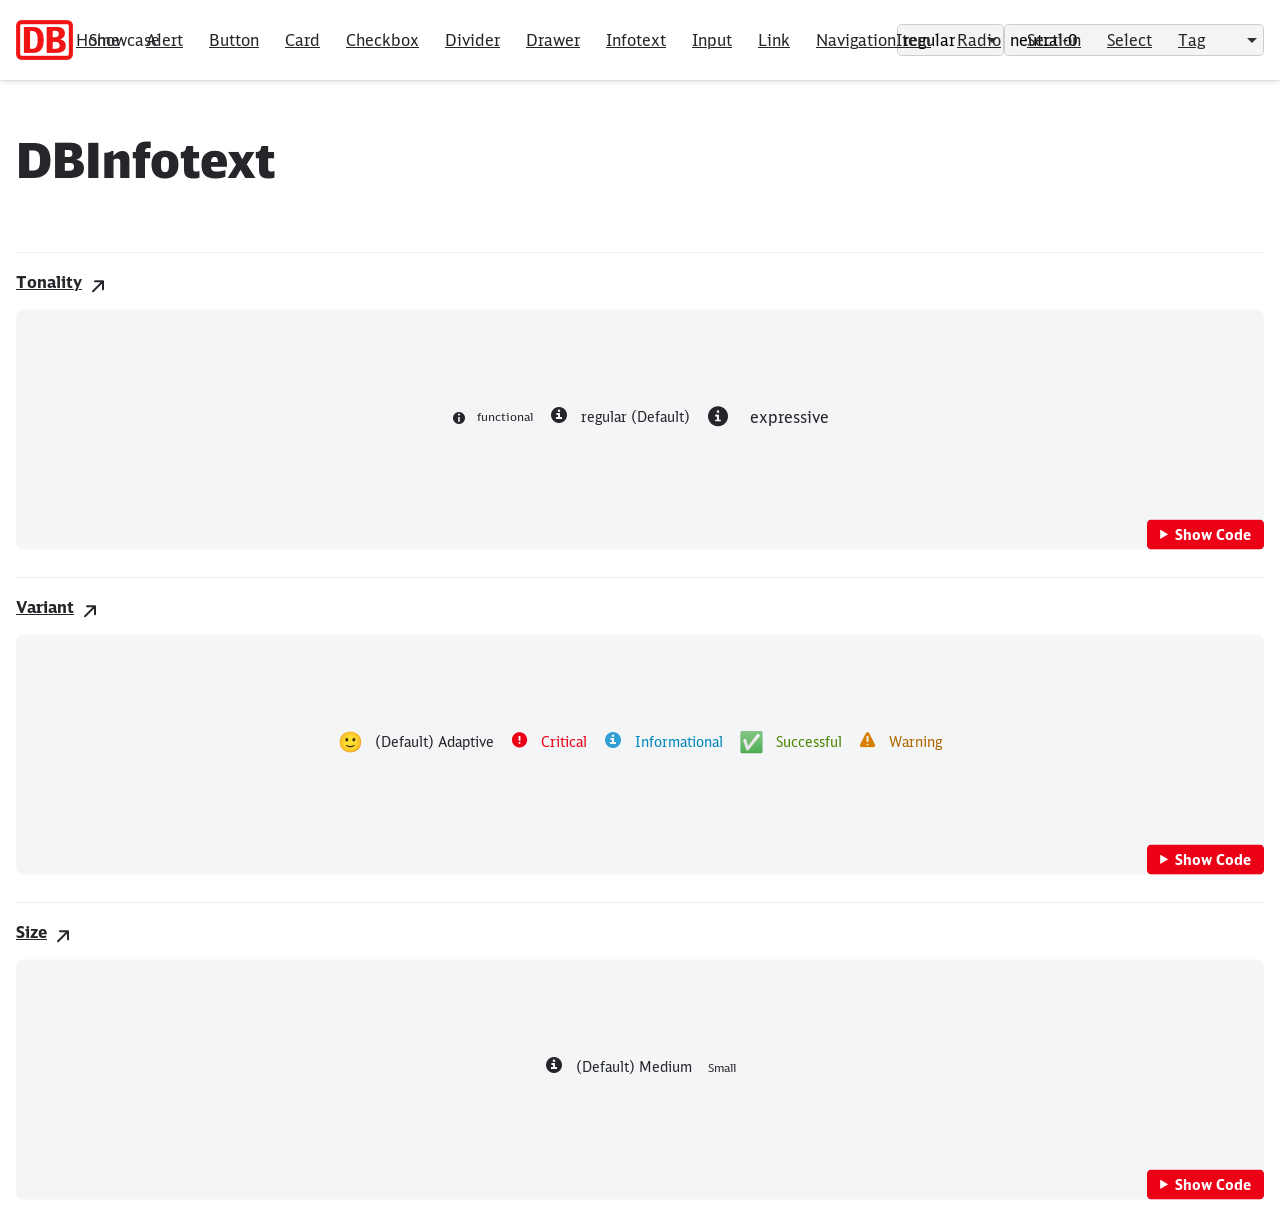 DB Home Showcase Alert Button Card Checkbox Divider Drawer Infotext Input Link NavigationItem regular Radio neutral-0 Section Select Tag
DBInfotext
Tonality
functional regular (Default) expressive
Show Code
Variant
(Default) Adaptive Critical Informational Successful Warning
Show Code
Size
(Default) Medium Small
Show Code